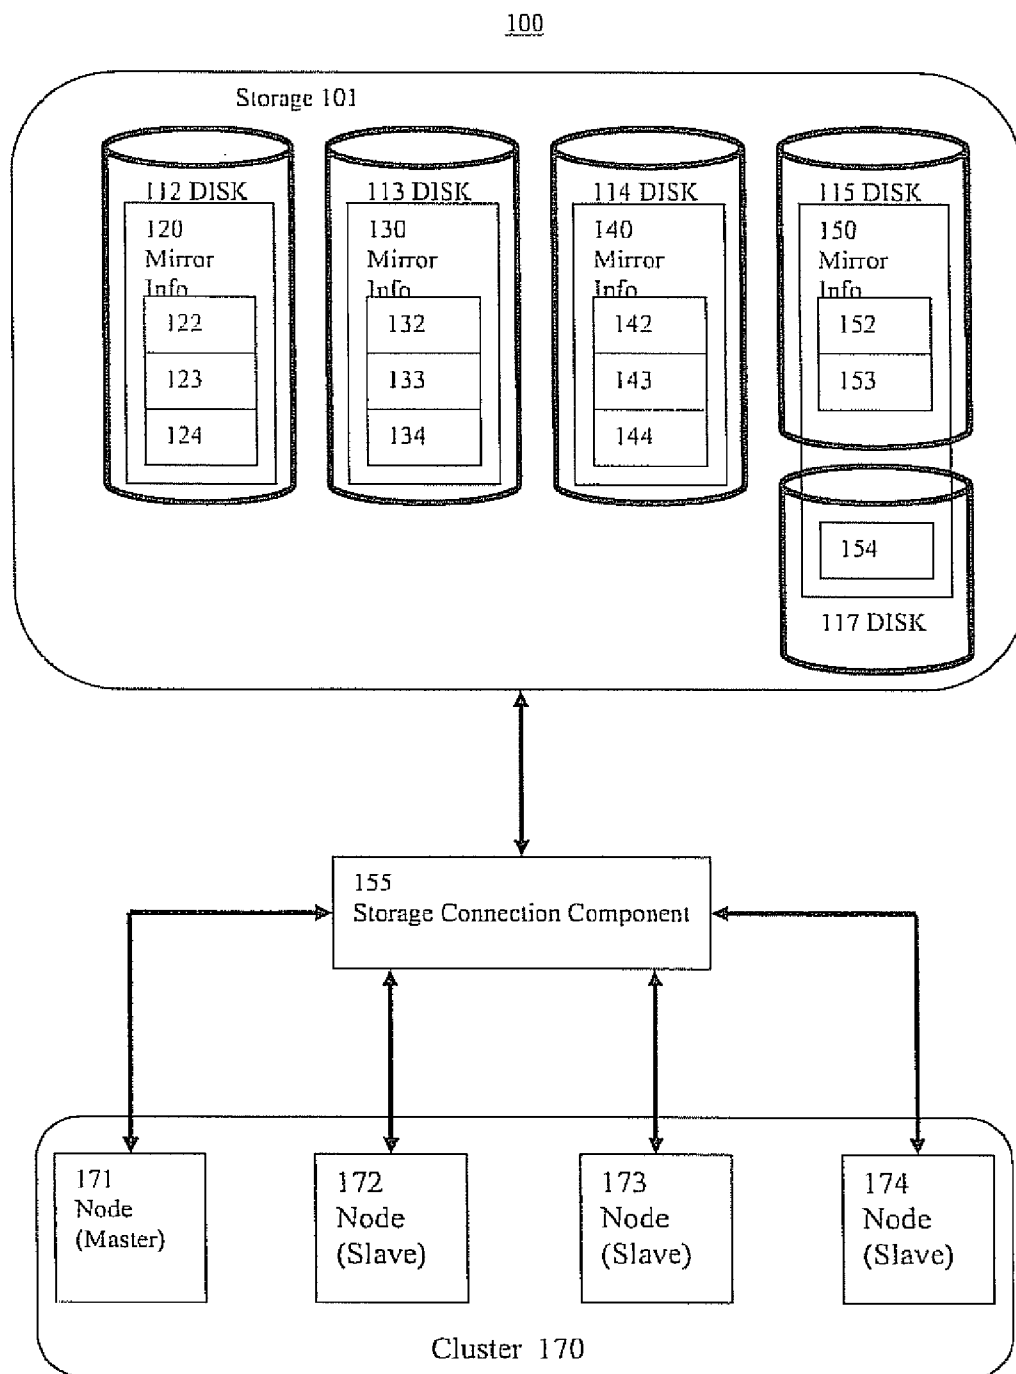 100
Storage 101
112 DISK
120
Mirror
Info
122
123
124
113 DISK
130
Mirror
Info
132
133
134
114 DISK
140
Mirror
Info
142
143
144
115 DISK
150
Mirror
Info
152
153
154
117 DISK
155
Storage Connection Component
171
Node
(Master)
172
Node
(Slave)
173
Node
(Slave)
174
Node
(Slave)
Cluster 170